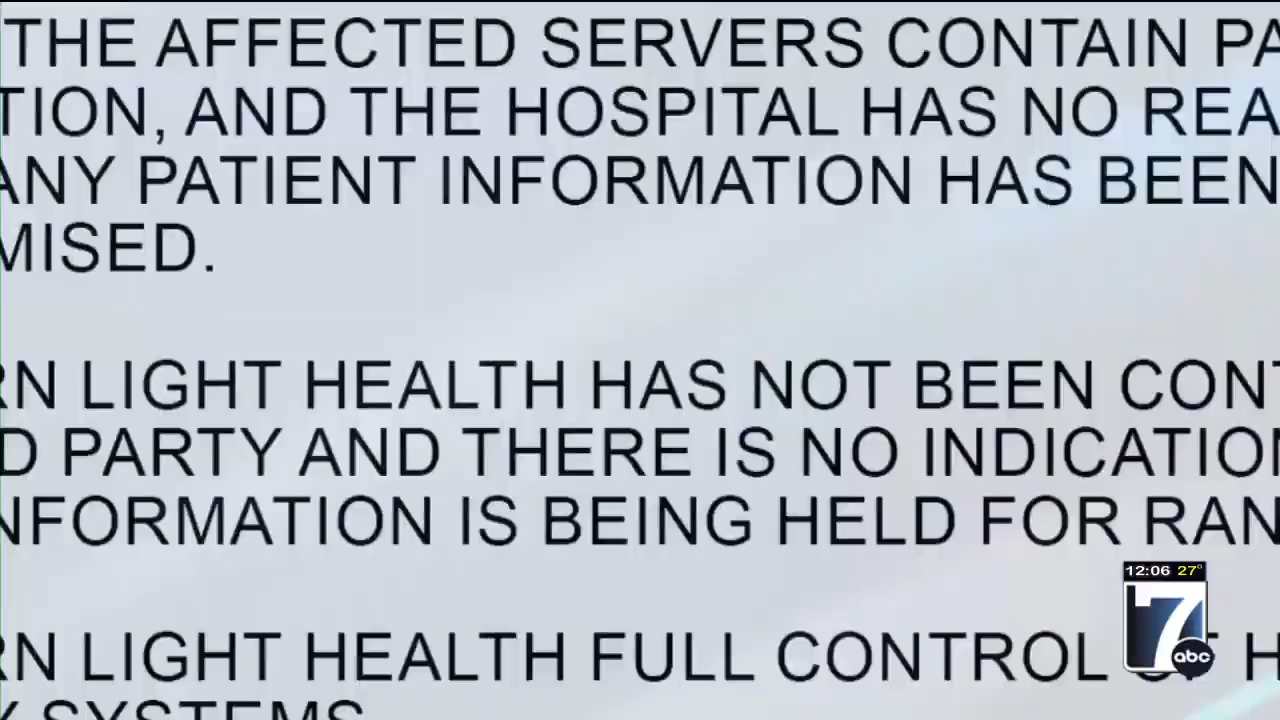 THE AFFECTED SERVERS CONTAIN PA
TION, AND THE HOSPITAL HAS NO REA
ANY PATIENT INFORMATION HAS BEEN
MISED.
RN LIGHT HEALTH HAS NOT BEEN CONT
D PARTY AND THERE IS NO INDICATION
NFORMATION IS BEING HELD FOR RAN
12:06 27°
7
abc
RN LIGHT HEALTH FULL CONTROL OF H
Y SYSTEMS